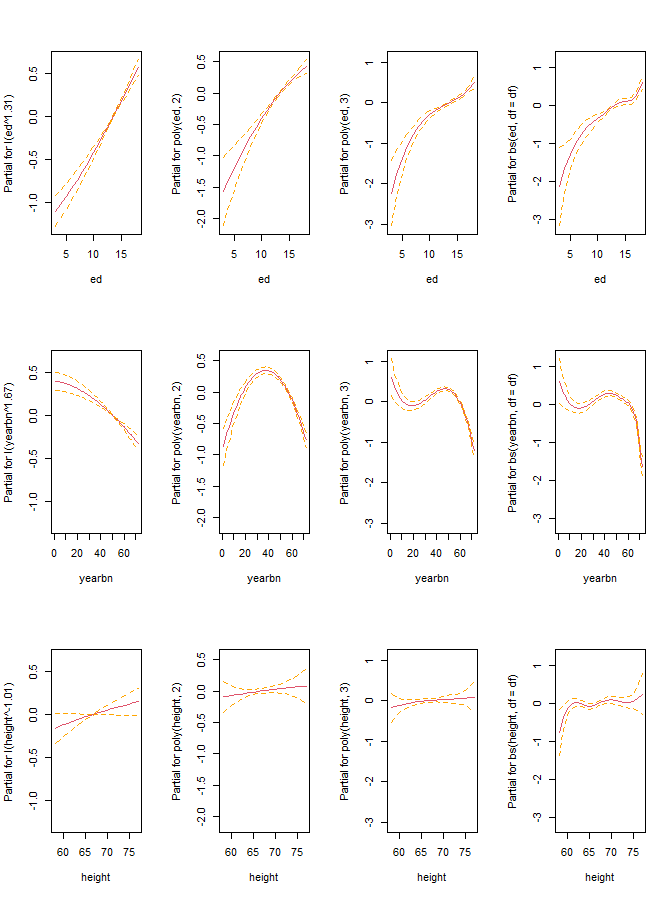 Partial for I(ed^1.31)
0.5
0.0
-0.5
-1.0
5 10 15
ed
Partial for poly(ed, 2)
0.5
0.0
-0.5
-1.0
-1.5
-2.0
5 10 15
ed
Partial for poly(ed, 3)
1
0
-1
-2
-3
5 10 15
ed
Partial for bs(ed, df = df)
1
0
-1
-2
-3
5 10 15
ed
Partial for I(yearbn^1.67)
0.5
0.0
-0.5
-1.0
0 20 40 60
yearbn
Partial for poly(yearbn, 2)
0.5
0.0
-0.5
-1.0
-1.5
-2.0
0 20 40 60
yearbn
Partial for poly(yearbn, 3)
1
0
-1
-2
-3
0 20 40 60
yearbn
Partial for bs(yearbn, df = df)
1
0
-1
-2
-3
0 20 40 60
yearbn
Partial for I(height^-1.01)
0.5
0.0
-0.5
-1.0
60 65 70 75
height
Partial for poly(height, 2)
0.5
0.0
-0.5
-1.0
-1.5
-2.0
60 65 70 75
height
Partial for poly(height, 3)
1
0
-1
-2
-3
60 65 70 75
height
Partial for bs(height, df = df)
1
0
-1
-2
-3
60 65 70 75
height